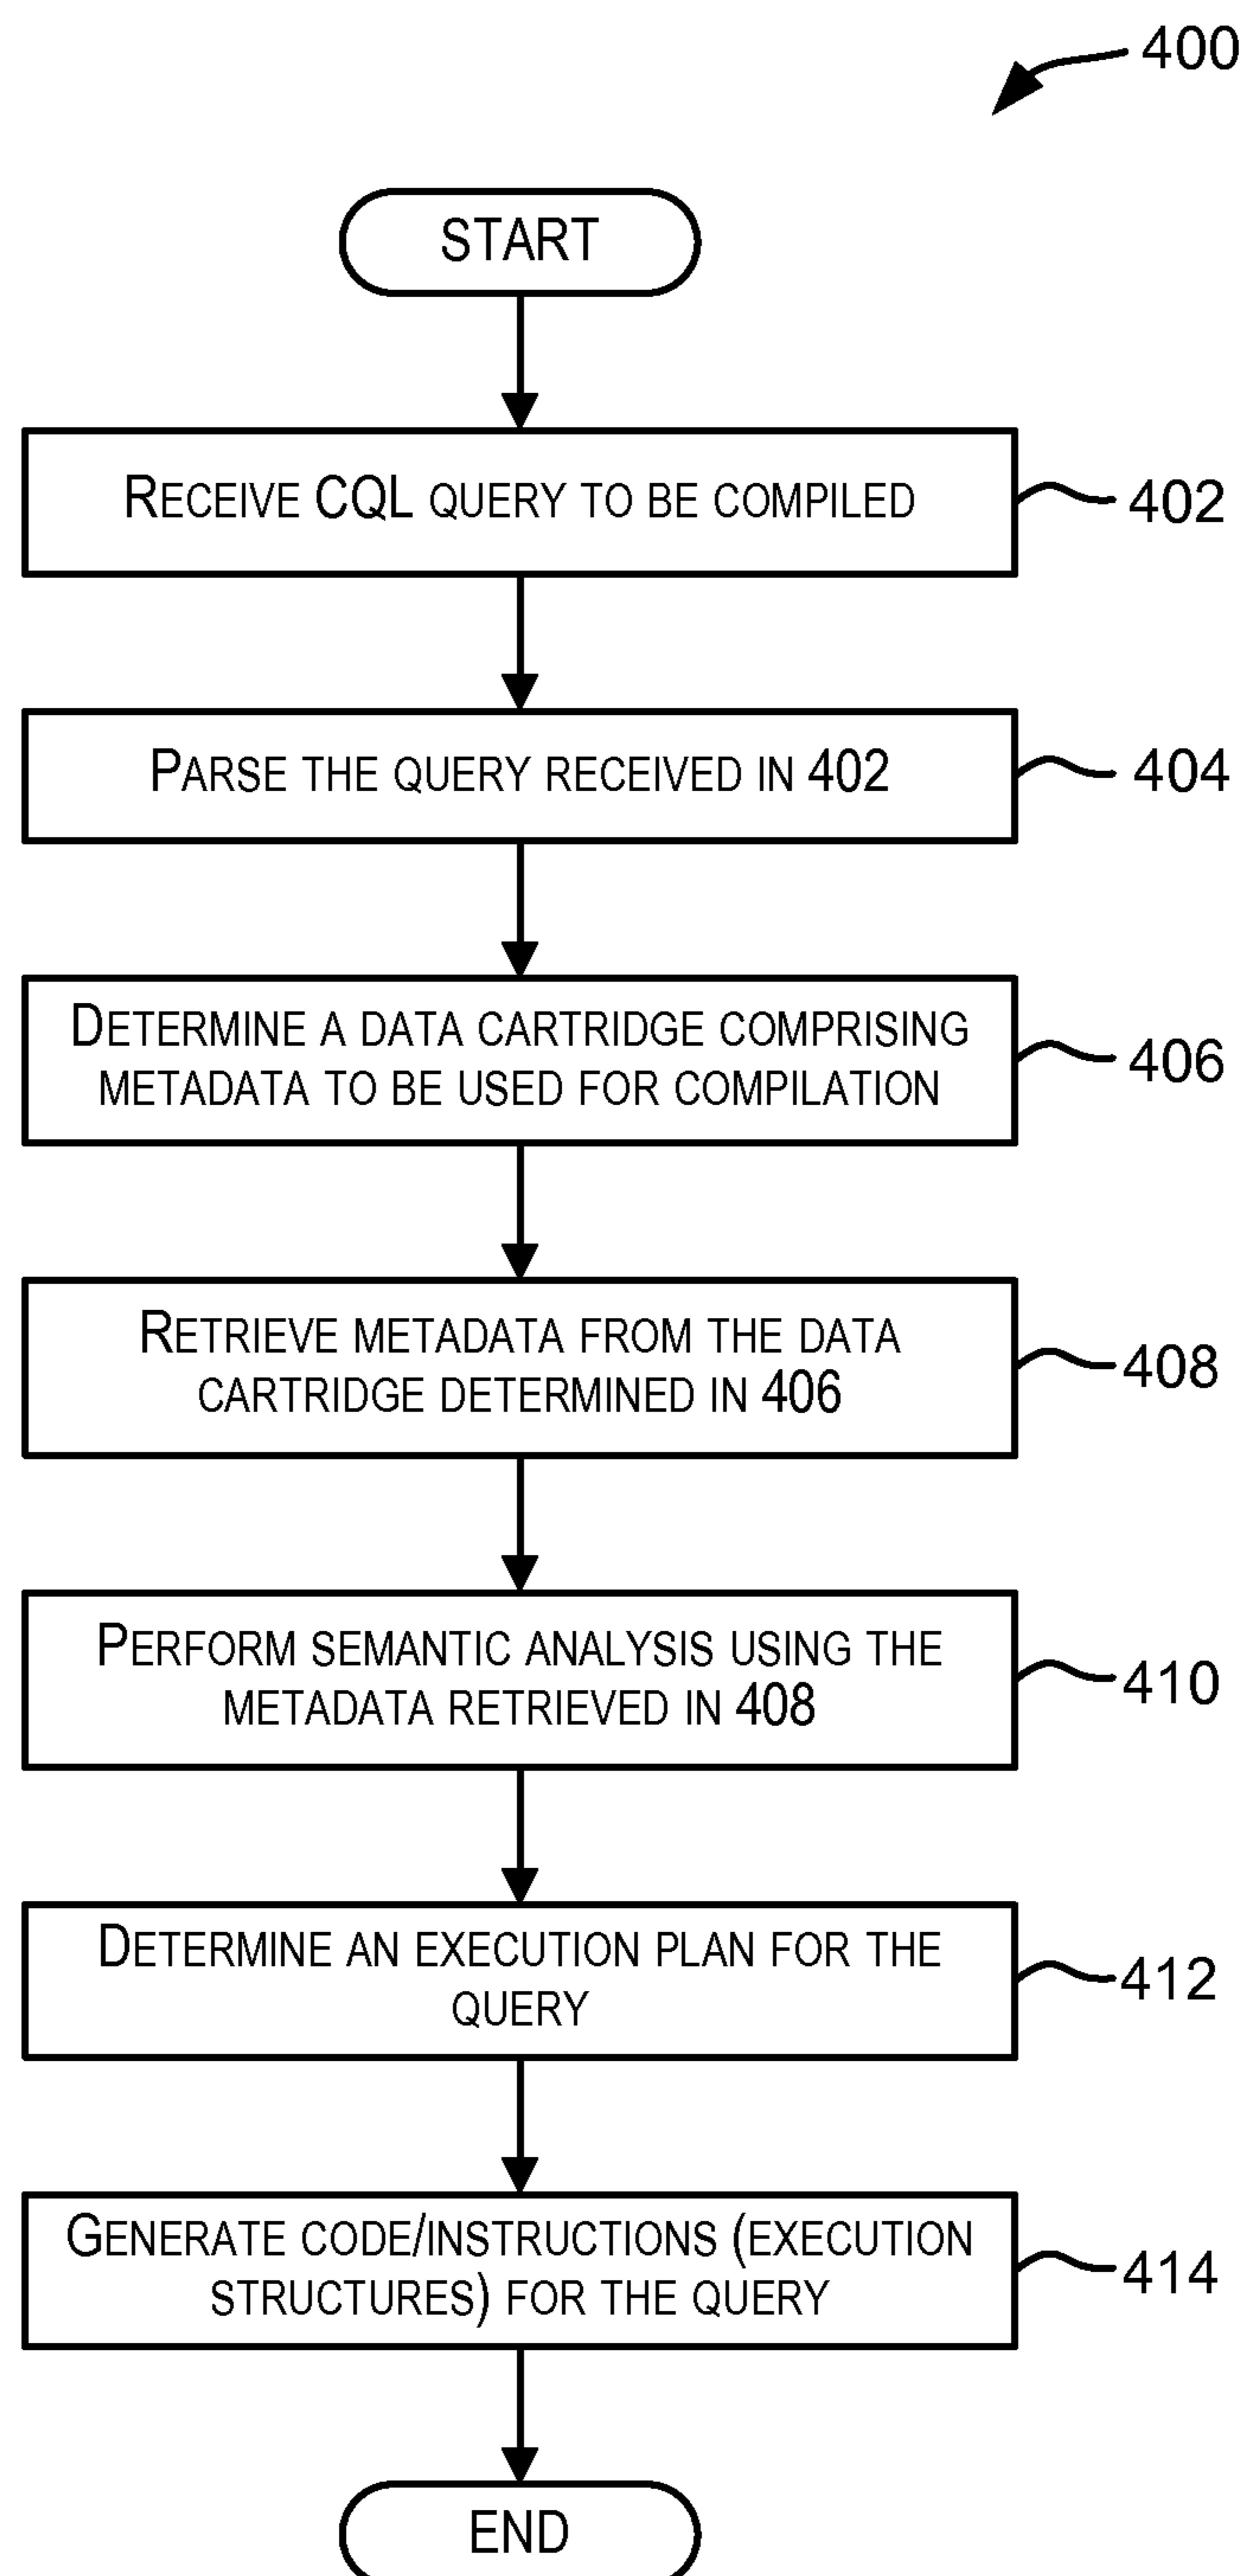 400
START
RECEIVE CQL QUERY TO BE COMPILED
402
PARSE THE QUERY RECEIVED IN 402
404
DETERMINE A DATA CARTRIDGE COMPRISING
METADATA TO BE USED FOR COMPILATION
406
RETRIEVE METADATA FROM THE DATA
CARTRIDGE DETERMINED IN 406
408
PERFORM SEMANTIC ANALYSIS USING THE
METADATA RETRIEVED IN 408
410
DETERMINE AN EXECUTION PLAN FOR THE
QUERY
412
GENERATE CODE/INSTRUCTIONS (EXECUTION
STRUCTURES) FOR THE QUERY
414
END